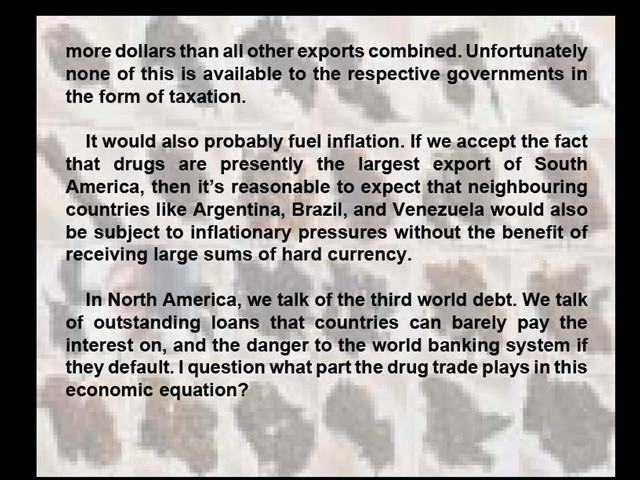 more dollars than all other exports combined. Unfortunately
none of this is available to the respective governments in
the form of taxation.
It would also probably fuel inflation. If we accept the fact
that drugs are presently the largest export of South
America, then it’s reasonable to expect that neighbouring
countries like Argentina, Brazil, and Venezuela would also
be subject to inflationary pressures without the benefit of
receiving large sums of hard currency.
In North America, we talk of the third world debt. We talk
of outstanding loans that countries can barely pay the
interest on, and the danger to the world banking system if
they default. I question what part the drug trade plays in this
economic equation?